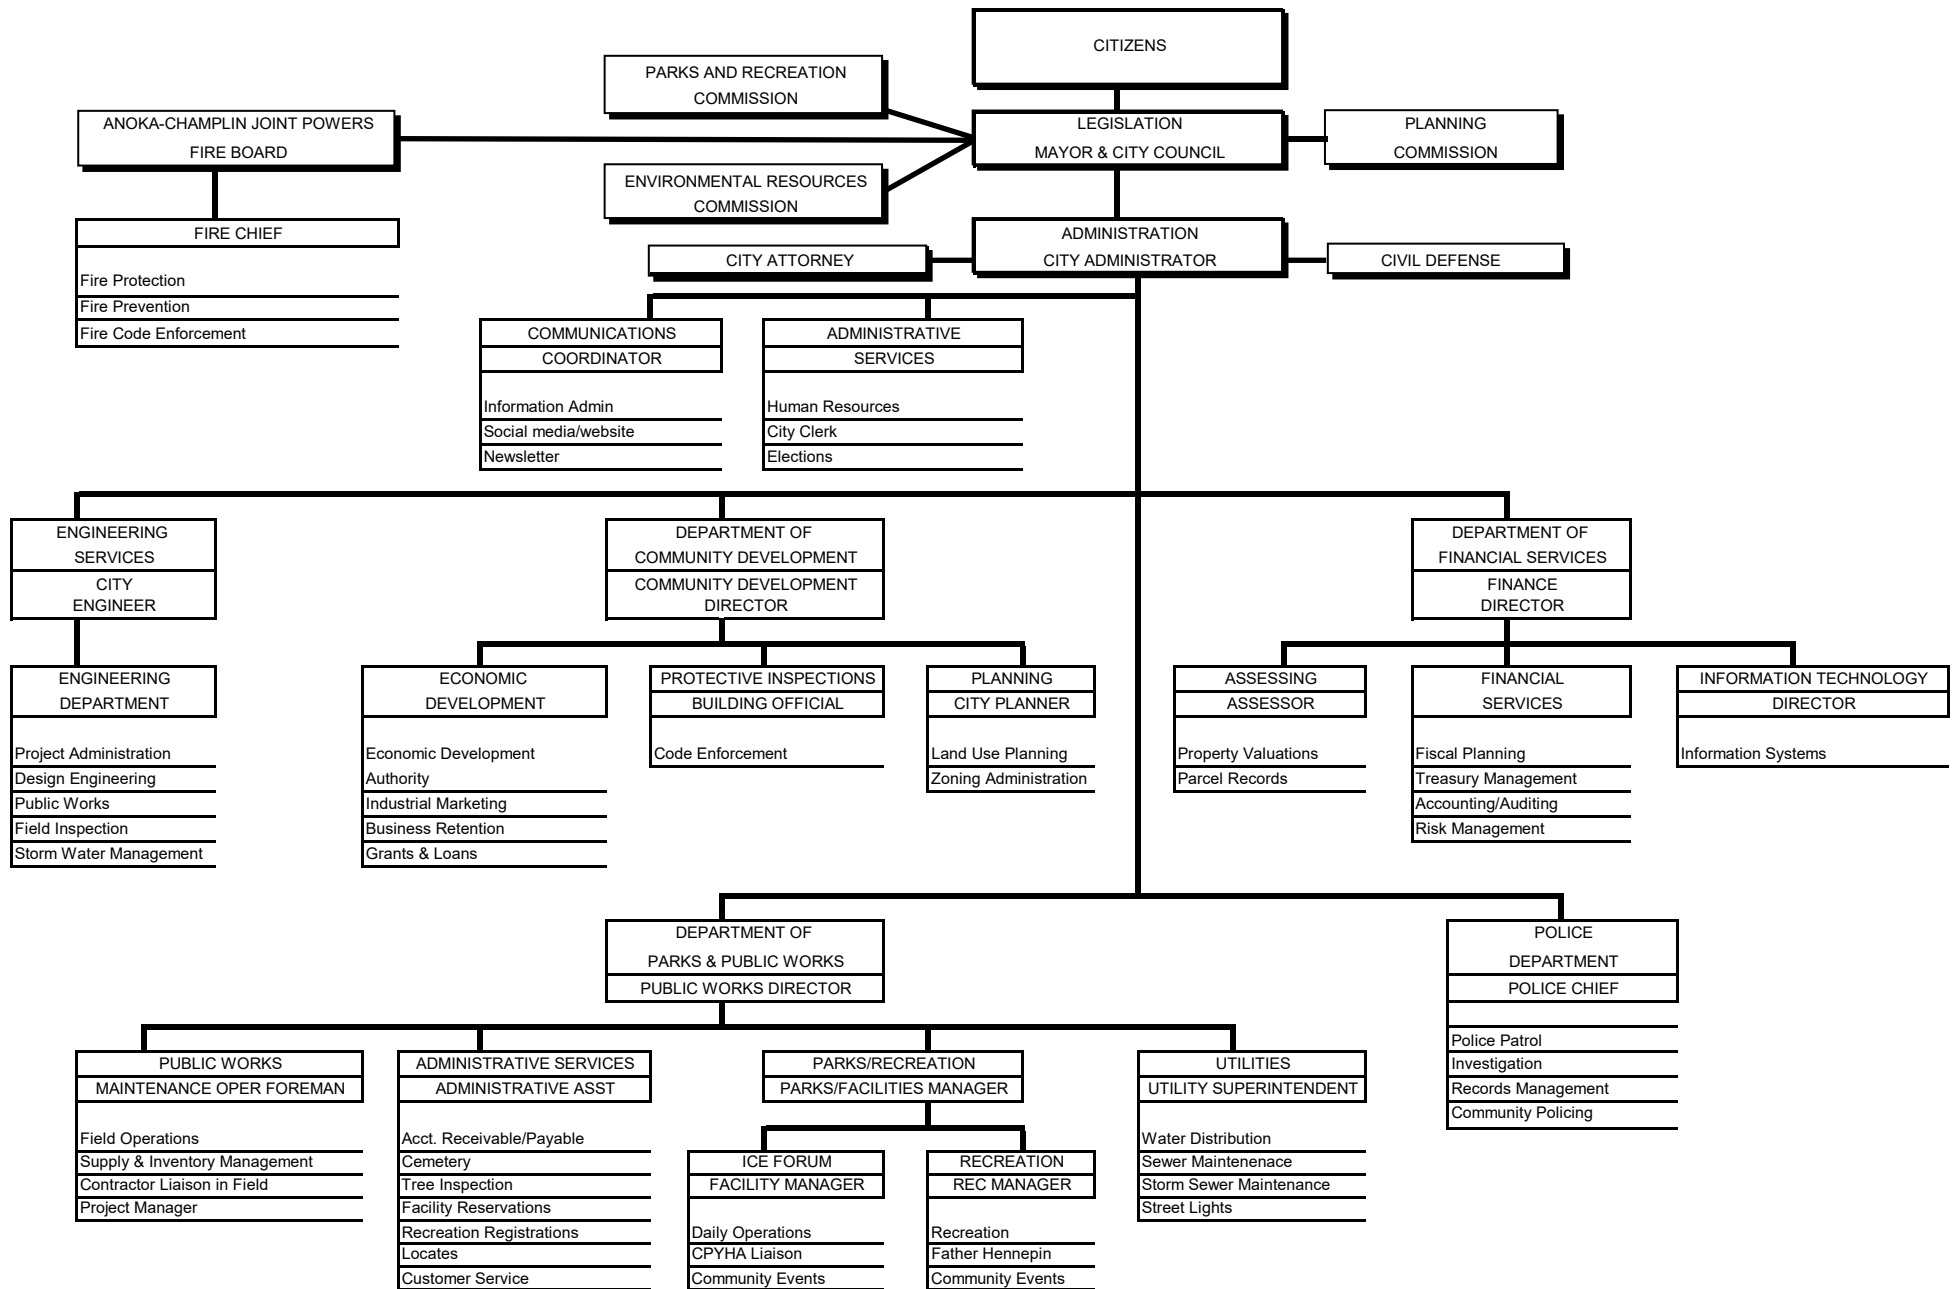 CITIZENS
PARKS AND RECREATION
COMMISSION
ANOKA-CHAMPLIN JOINT POWERS
FIRE BOARD
LEGISLATION
MAYOR & CITY COUNCIL
PLANNING
COMMISSION
ENVIRONMENTAL RESOURCES
COMMISSION
FIRE CHIEF
Fire Protection
Fire Prevention
Fire Code Enforcement
ADMINISTRATION
CITY ADMINISTRATOR
CITY ATTORNEY
CIVIL DEFENSE
COMMUNICATIONS
COORDINATOR
Information Admin
Social media/website
Newsletter
ADMINISTRATIVE
SERVICES
Human Resources
City Clerk
Elections
ENGINEERING
SERVICES
CITY
ENGINEER
DEPARTMENT OF
COMMUNITY DEVELOPMENT
COMMUNITY DEVELOPMENT
DIRECTOR
DEPARTMENT OF
FINANCIAL SERVICES
FINANCE
DIRECTOR
ENGINEERING
DEPARTMENT
Project Administration
Design Engineering
Public Works
Field Inspection
Storm Water Management
ECONOMIC
DEVELOPMENT
Economic Development
Authority
Industrial Marketing
Business Retention
Grants & Loans
PROTECTIVE INSPECTIONS
BUILDING OFFICIAL
Code Enforcement
PLANNING
CITY PLANNER
Land Use Planning
Zoning Administration
ASSESSING
ASSESSOR
Property Valuations
Parcel Records
FINANCIAL
SERVICES
Fiscal Planning
Treasury Management
Accounting/Auditing
Risk Management
INFORMATION TECHNOLOGY
DIRECTOR
Information Systems
DEPARTMENT OF
PARKS & PUBLIC WORKS
PUBLIC WORKS DIRECTOR
POLICE
DEPARTMENT
POLICE CHIEF
Police Patrol
Investigation
Records Management
Community Policing
PUBLIC WORKS
MAINTENANCE OPER FOREMAN
Field Operations
Supply & Inventory Management
Contractor Liaison in Field
Project Manager
ADMINISTRATIVE SERVICES
ADMINISTRATIVE ASST
Acct. Receivable/Payable
Cemetery
Tree Inspection
Facility Reservations
Recreation Registrations
Locates
Customer Service
PARKS/RECREATION
PARKS/FACILITIES MANAGER
ICE FORUM
FACILITY MANAGER
Daily Operations
CPYHA Liaison
Community Events
RECREATION
REC MANAGER
Recreation
Father Hennepin
Community Events
UTILITIES
UTILITY SUPERINTENDENT
Water Distribution
Sewer Maintenenace
Storm Sewer Maintenance
Street Lights